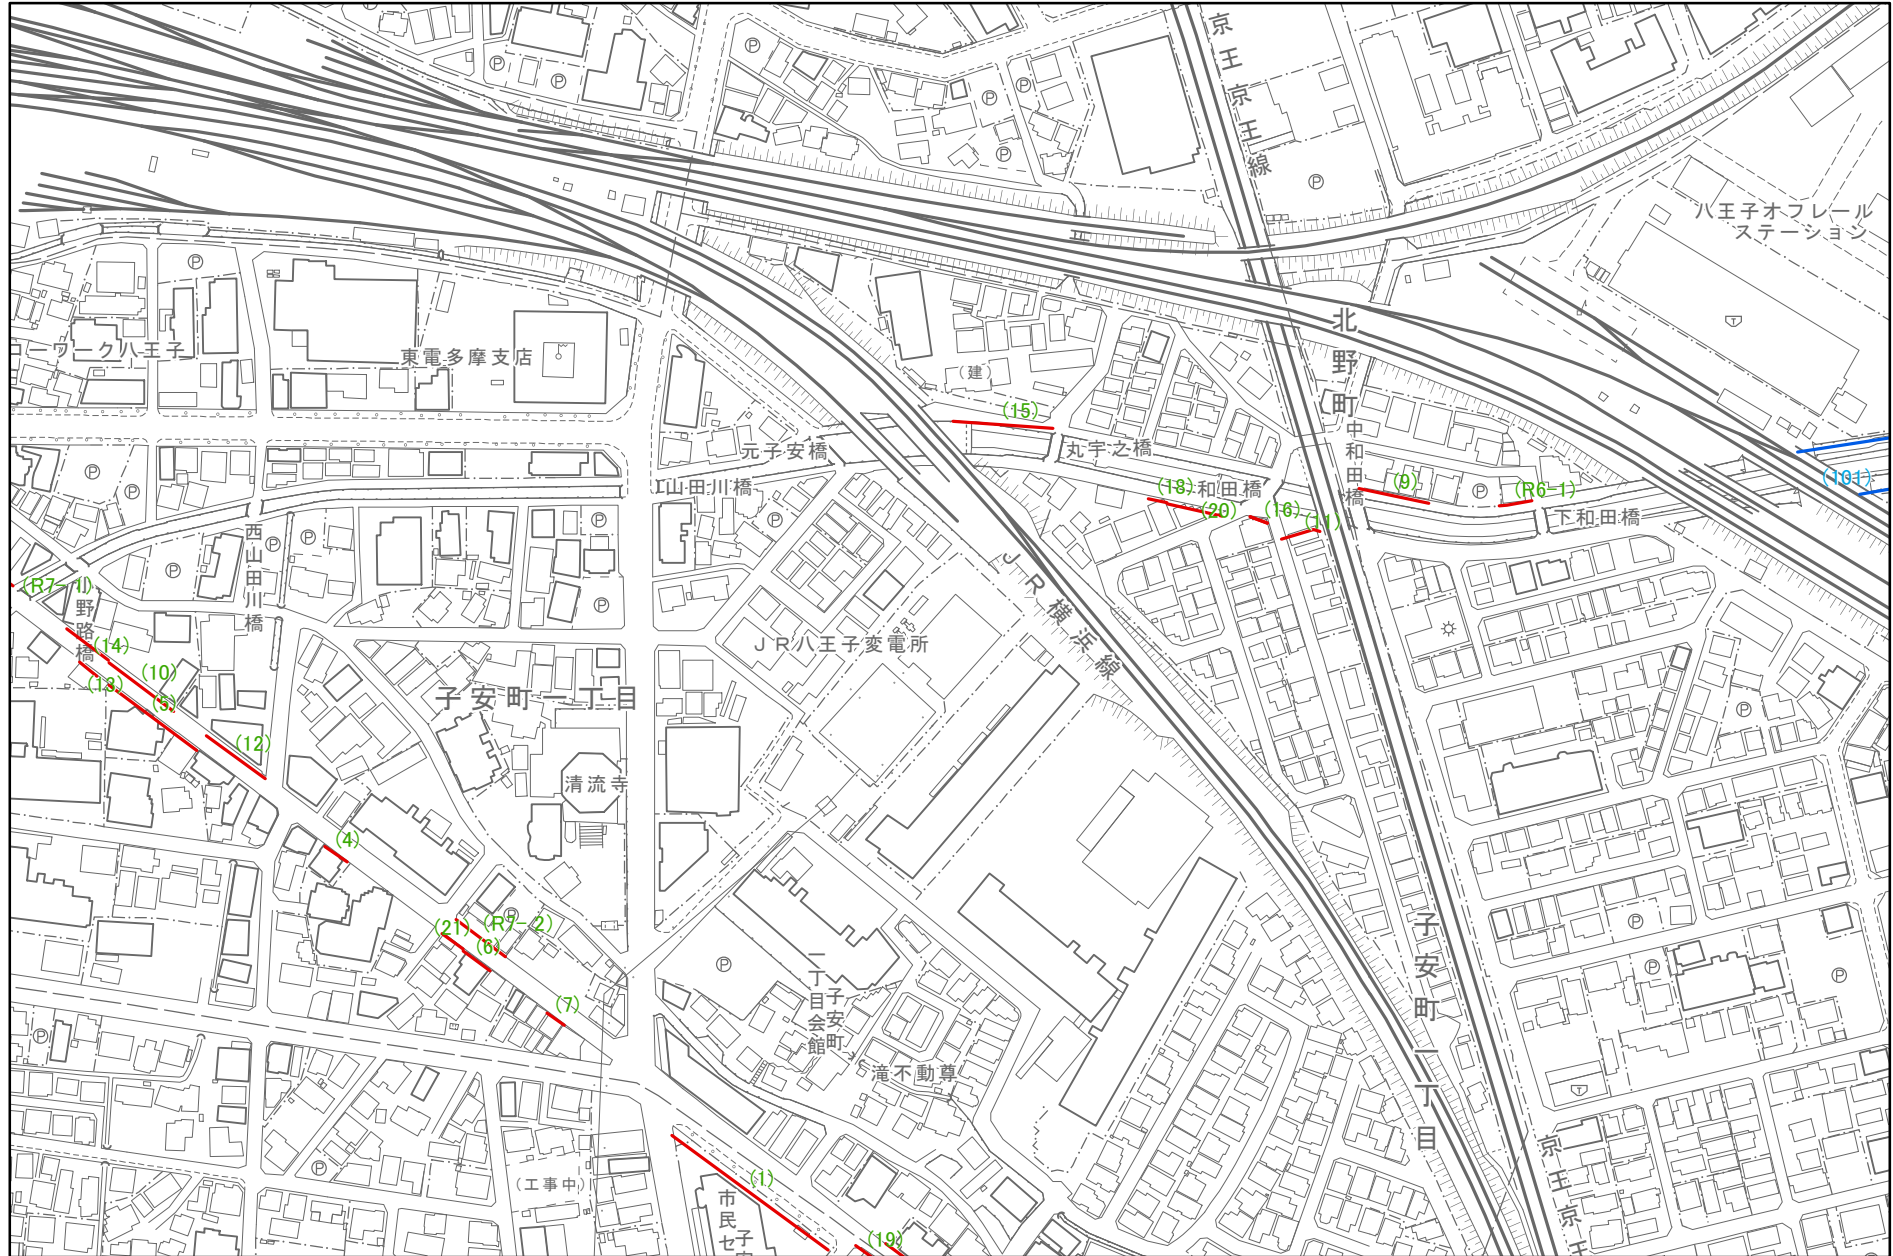 京王京王線
八王子オフレール
ステーション
北野町
ワーク八王子
東電多摩支店
(建)
(15)
元子安橋
丸宇之橋
中和田橋
(101)
山田川橋
(18)
和田橋
(20)
(16)
(11)
(9)
(R6-1)
下和田橋
西山田川橋
(R7-1)
小野路橋
JR横浜線
JR八王子変電所
(14)
(10)
(13)
(5)
(12)
子安町一丁目
清流寺
(4)
(21)
(R7-2)
(6)
(7)
子安町
一丁目会館
滝不動尊
子安町一丁目
(1)
(工事中)
市民セ
子安
(19)
京王京王
P
T